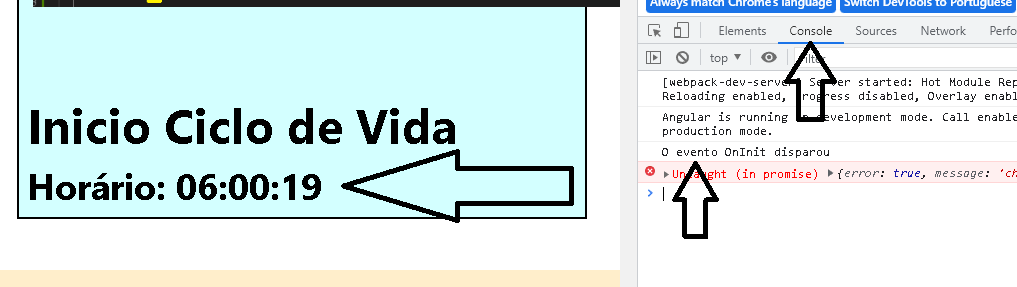 Always match Chrome's language
Switch DevTools to Portuguese
Elements Console Sources Network Perfo
top
[webpack-dev-server] Server started: Hot Module Rep
Reloading enabled, Progress disabled, Overlay enabl
Angular is running in development mode. Call enable
production mode.
O evento OnInit disparou
Uncaught (in promise) {error: true, message: 'ch
Inicio Ciclo de Vida
Horário: 06:00:19